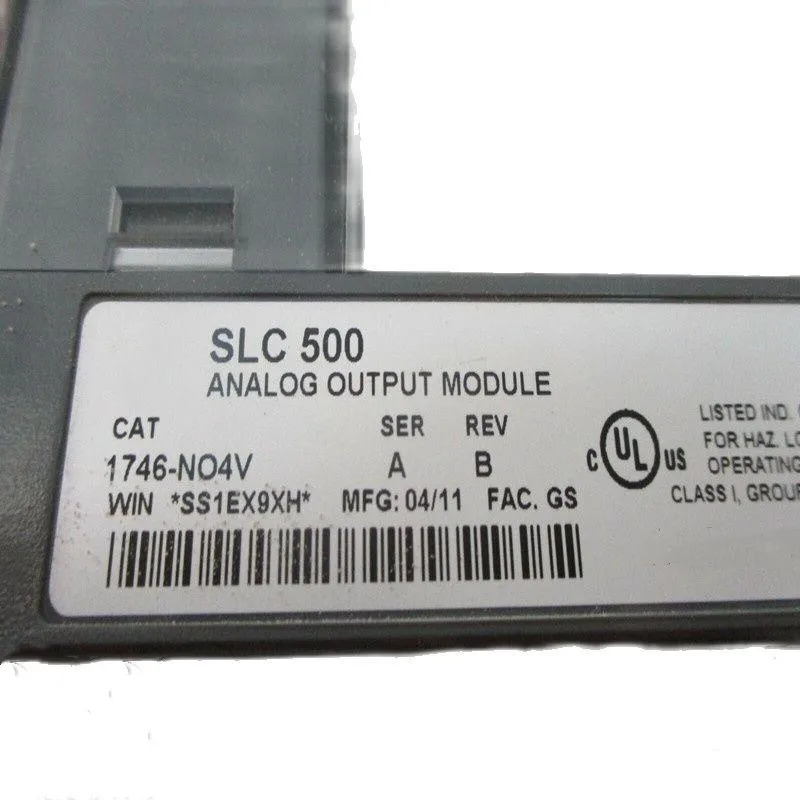 SLC 500
ANALOG OUTPUT MODULE
CAT SER REV
1746-NO4V A B
WIN *SS1EX9XH* MFG: 04/11 FAC. GS
C UL US
LISTED IND.
FOR HAZ.
OPERATING
CLASS I,